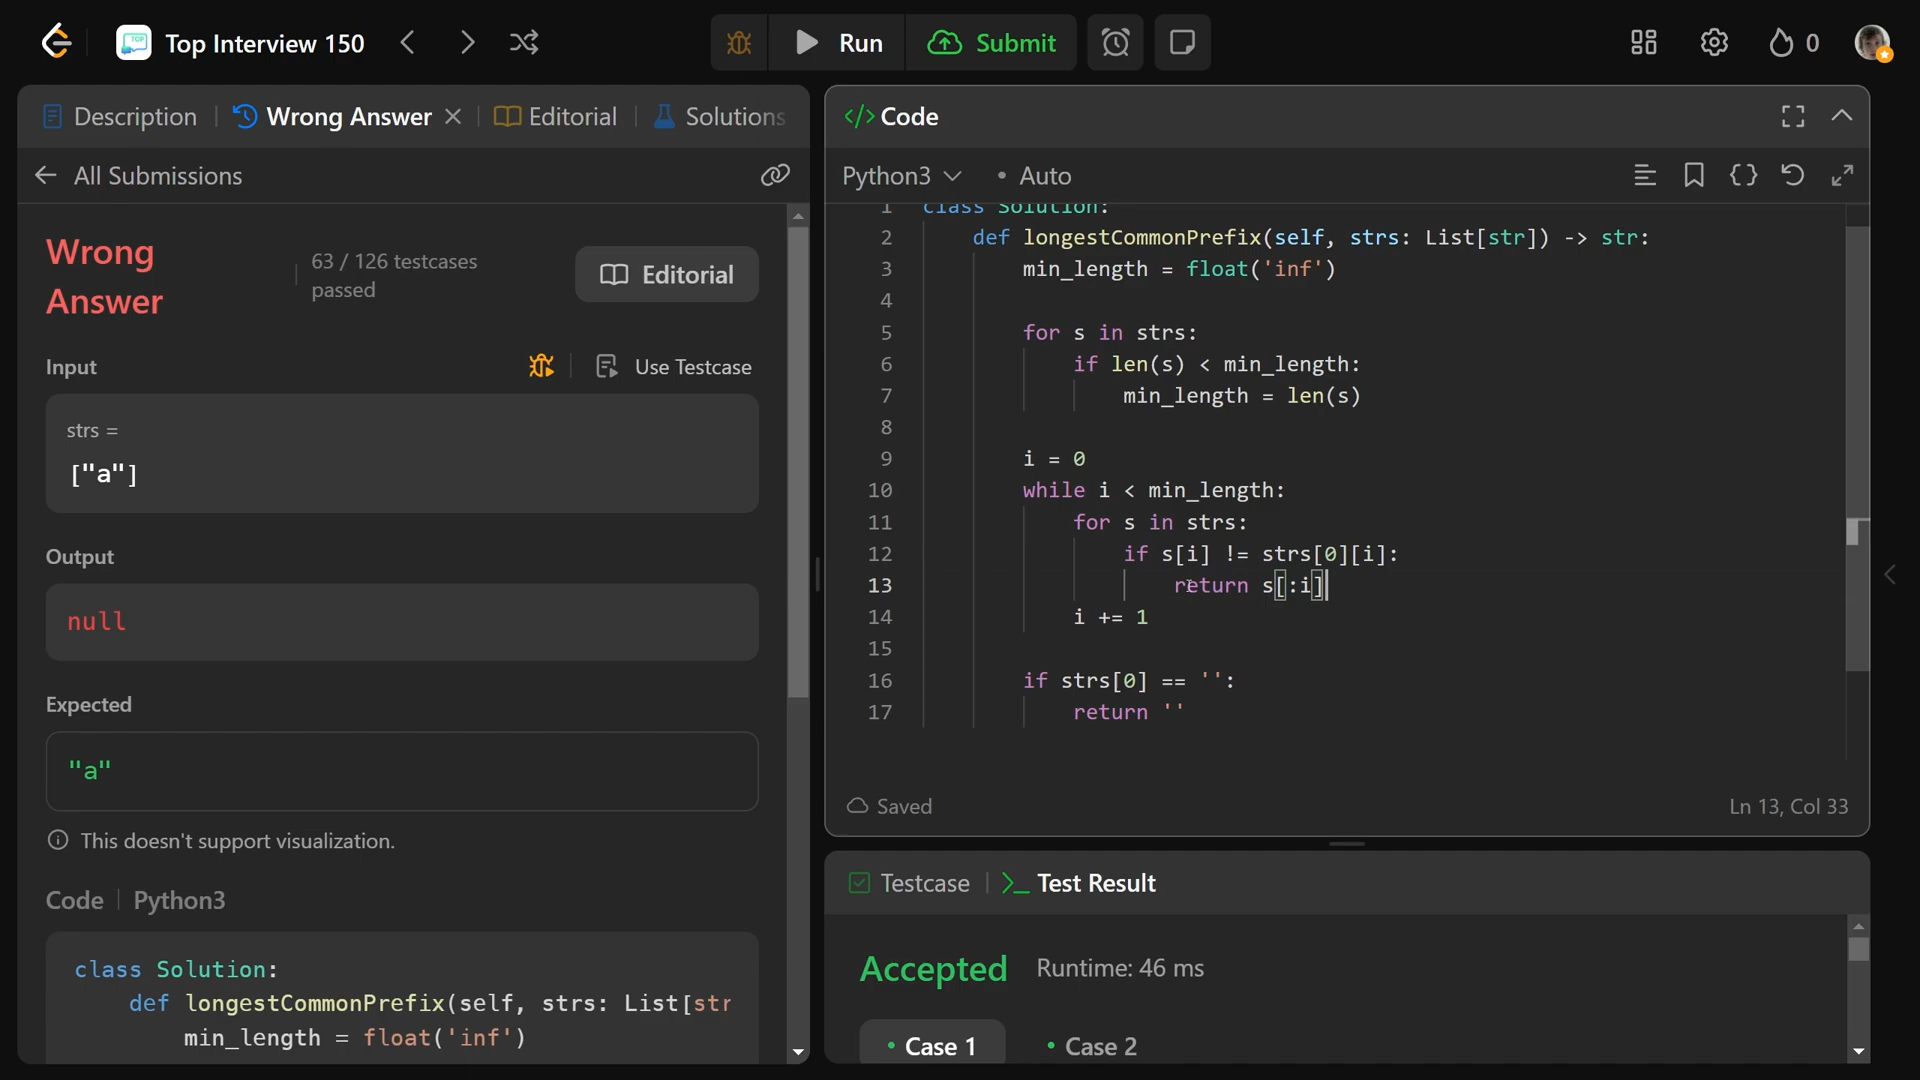 Top Interview 150
Run
Submit
0
Description
Wrong Answer
Editorial
Solutions
All Submissions
Wrong Answer
63 / 126 testcases passed
Editorial
Input
Use Testcase
strs =
["a"]
Output
null
Expected
"a"
This doesn't support visualization.
Code
Python3
class Solution:
def longestCommonPrefix(self, strs: List[str
min_length = float('inf')
</> Code
Python3
• Auto
1 class Solution:
2 def longestCommonPrefix(self, strs: List[str]) -> str:
3 min_length = float('inf')
4
5 for s in strs:
6 if len(s) < min_length:
7 min_length = len(s)
8
9 i = 0
10 while i < min_length:
11 for s in strs:
12 if s[i] != strs[0][i]:
13 return s[:i]
14 i += 1
15
16 if strs[0] == '':
17 return ''
Saved
Ln 13, Col 33
Testcase
>_ Test Result
Accepted
Runtime: 46 ms
• Case 1
• Case 2